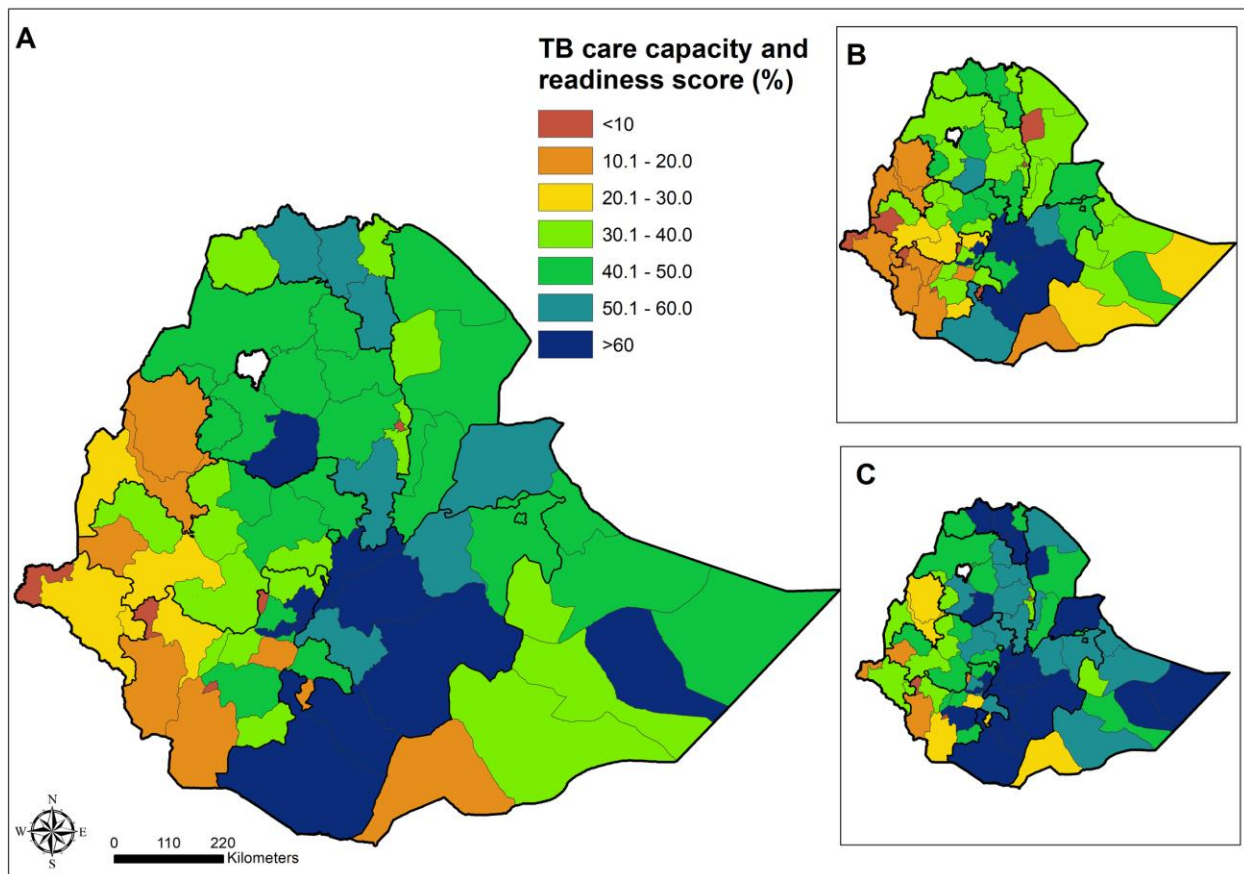 A
TB care capacity and
readiness score (%)
<10
10.1 - 20.0
20.1 - 30.0
30.1 - 40.0
40.1 - 50.0
50.1 - 60.0
>60
B
C
N
W E
S
0 110 220
Kilometers